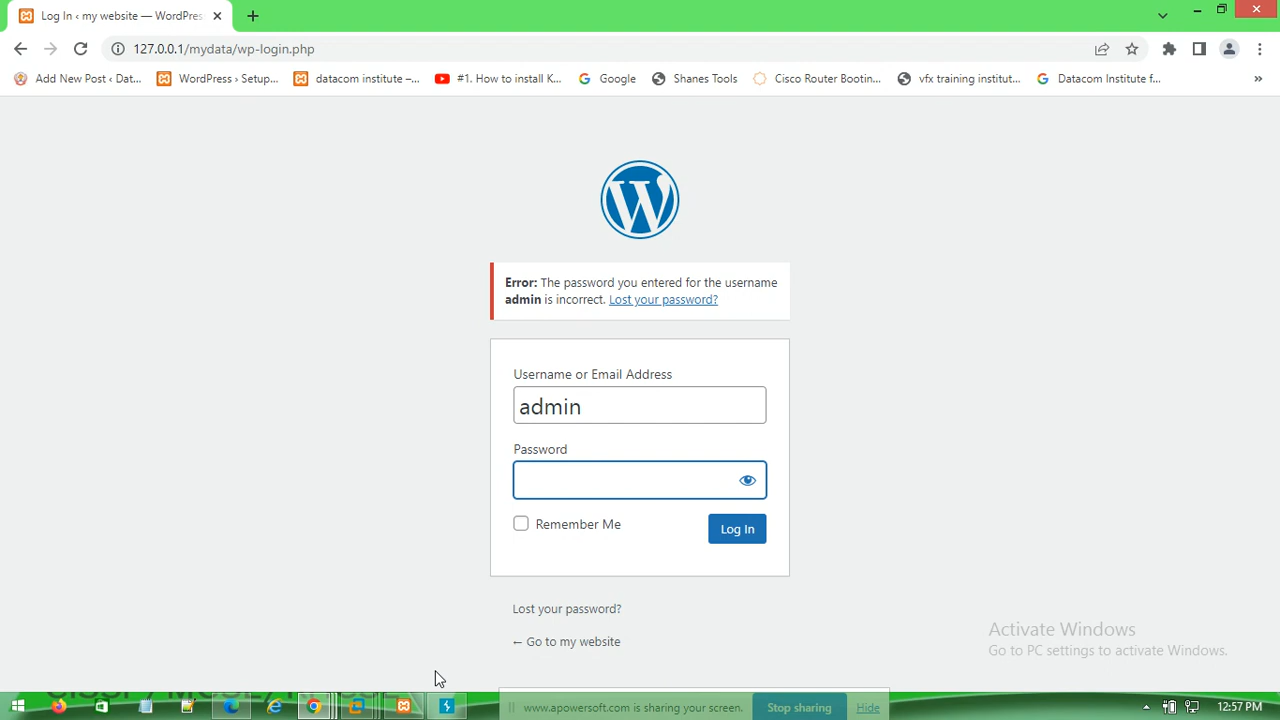 Log In ‹ my website — WordPres
127.0.0.1/mydata/wp-login.php
Add New Post ‹ Dat...
WordPress › Setup...
datacom institute –...
#1. How to install K...
Google
Shanes Tools
Cisco Router Bootin...
vfx training institut...
Datacom Institute f...
»
Error: The password you entered for the username
admin is incorrect. Lost your password?
Username or Email Address
admin
Password
Remember Me
Log In
Lost your password?
← Go to my website
Activate Windows
Go to PC settings to activate Windows.
www.apowersoft.com is sharing your screen.
Stop sharing
Hide
12:57 PM